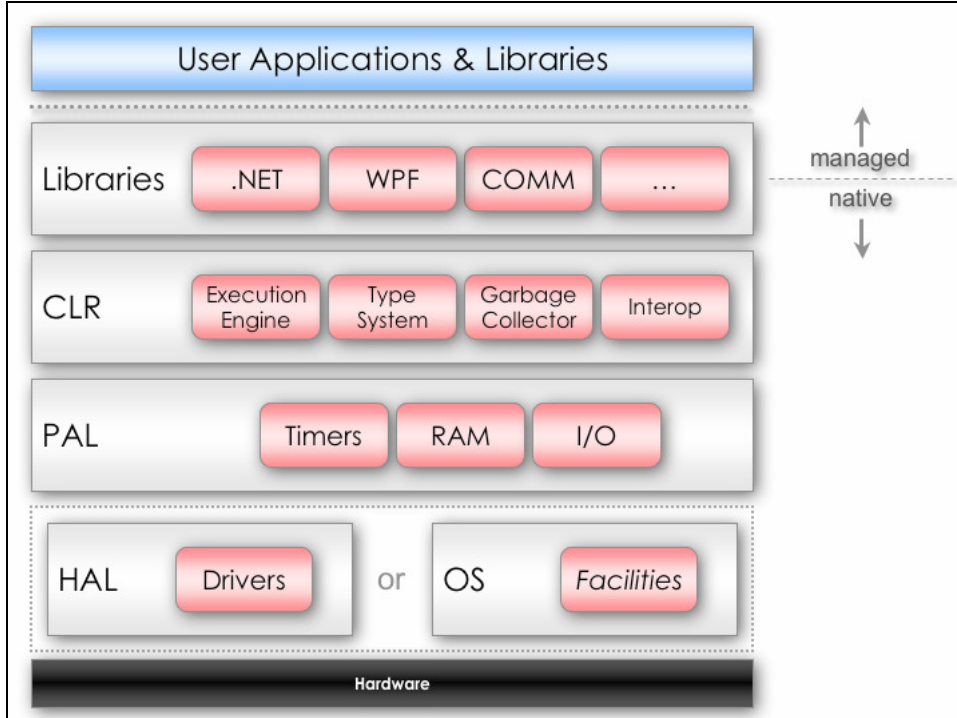 User Applications & Libraries
Libraries
.NET
WPF
COMM
...
managed
native
CLR
Execution
Engine
Type
System
Garbage
Collector
Interop
PAL
Timers
RAM
I/O
HAL
Drivers
or
OS
Facilities
Hardware